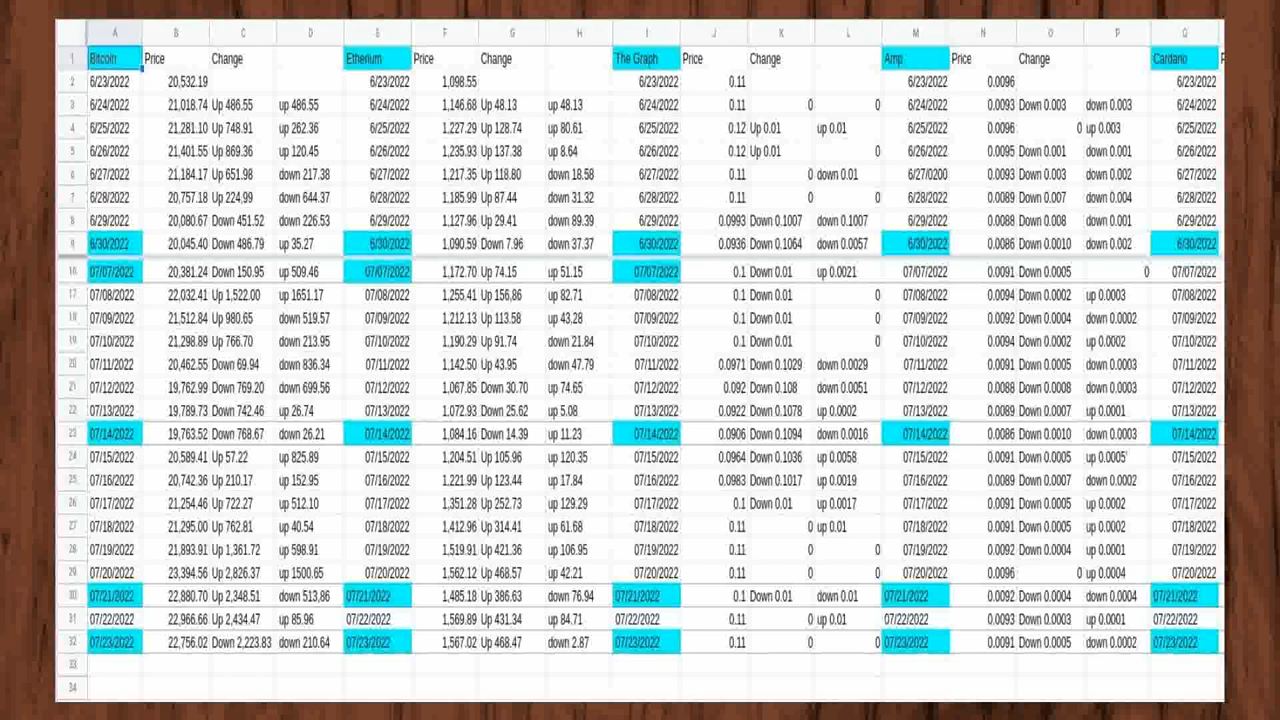 A B C D E F G H I J K L M N O P Q
1 Bitcoin Price Change Etherium Price Change The Graph Price Change Amp Price Change Cardano
2 6/23/2022 20,532.19 6/23/2022 1,098.55 6/23/2022 0.11 6/23/2022 0.0096 6/23/2022
3 6/24/2022 21,018.74 Up 486.55 up 486.55 6/24/2022 1,146.68 Up 48.13 up 48.13 6/24/2022 0.11 0 0 6/24/2022 0.0093 Down 0.003 down 0.003 6/24/2022
4 6/25/2022 21,281.10 Up 748.91 up 262.36 6/25/2022 1,227.29 Up 128.74 up 80.61 6/25/2022 0.12 Up 0.01 up 0.01 6/25/2022 0.0096 0 up 0.003 6/25/2022
5 6/26/2022 21,401.55 Up 869.36 up 120.45 6/26/2022 1,235.93 Up 137.38 up 8.64 6/26/2022 0.12 Up 0.01 0 6/26/2022 0.0095 Down 0.001 down 0.001 6/26/2022
6 6/27/2022 21,184.17 Up 651.98 down 217.38 6/27/2022 1,217.35 Up 118.80 down 18.58 6/27/2022 0.11 0 down 0.01 6/27/0200 0.0093 Down 0.003 down 0.002 6/27/2022
7 6/28/2022 20,757.18 Up 224,99 down 644.37 6/28/2022 1,185.99 Up 87.44 down 31.32 6/28/2022 0.11 0 0 6/28/2022 0.0089 Down 0.007 down 0.004 6/28/2022
8 6/29/2022 20,080.67 Down 451.52 down 226.53 6/29/2022 1,127.96 Up 29.41 down 89.39 6/29/2022 0.0993 Down 0.1007 down 0.1007 6/29/2022 0.0088 Down 0.008 down 0.001 6/29/2022
9 6/30/2022 20,045.40 Down 486.79 up 35.27 6/30/2022 1,090.59 Down 7.96 down 37.37 6/30/2022 0.0936 Down 0.1064 down 0.0057 6/30/2022 0.0086 Down 0.0010 down 0.002 6/30/2022
16 07/07/2022 20,381.24 Down 150.95 up 509.46 07/07/2022 1,172.70 Up 74.15 up 51.15 07/07/2022 0.1 Down 0.01 up 0.0021 07/07/2022 0.0091 Down 0.0005 0 07/07/2022
17 07/08/2022 22,032.41 Up 1,522.00 up 1651.17 07/08/2022 1,255.41 Up 156,86 up 82.71 07/08/2022 0.1 Down 0.01 0 07/08/2022 0.0094 Down 0.0002 up 0.0003 07/08/2022
18 07/09/2022 21,512.84 Up 980.65 down 519.57 07/09/2022 1,212.13 Up 113.58 up 43,28 07/09/2022 0.1 Down 0.01 0 07/09/2022 0.0092 Down 0.0004 down 0.0002 07/09/2022
19 07/10/2022 21,298.89 Up 766.70 down 213.95 07/10/2022 1,190.29 Up 91.74 down 21.84 07/10/2022 0.1 Down 0.01 0 07/10/2022 0.0094 Down 0.0002 up 0.0002 07/10/2022
20 07/11/2022 20,462.55 Down 69.94 down 836.34 07/11/2022 1,142.50 Up 43.95 down 47.79 07/11/2022 0.0971 Down 0.1029 down 0.0029 07/11/2022 0.0091 Down 0.0005 down 0.0003 07/11/2022
21 07/12/2022 19,762,99 Down 769.20 down 699.56 07/12/2022 1,067.85 Down 30.70 up 74.65 07/12/2022 0.092 Down 0.108 down 0.0051 07/12/2022 0.0088 Down 0.0008 down 0.0003 07/12/2022
22 07/13/2022 19,789.73 Down 742.46 up 26.74 07/13/2022 1,072.93 Down 25.62 up 5.08 07/13/2022 0.0922 Down 0.1078 up 0.0002 07/13/2022 0.0089 Down 0.0007 up 0.0001 07/13/2022
23 07/14/2022 19,763.52 Down 768.67 down 26.21 07/14/2022 1,084.16 Down 14.39 up 11.23 07/14/2022 0.0906 Down 0.1094 down 0.0016 07/14/2022 0.0086 Down 0.0010 down 0.0003 07/14/2022
24 07/15/2022 20,589.41 Up 57.22 up 825.89 07/15/2022 1,204.51 Up 105.96 up 120.35 07/15/2022 0.0964 Down 0.1036 up 0.0058 07/15/2022 0.0091 Down 0.0005 up 0.0005' 07/15/2022
25 07/16/2022 20,742.36 Up 210.17 up 152.95 07/16/2022 1,221.99 Up 123.44 up 17.84 07/16/2022 0.0983 Down 0.1017 up 0.0019 07/16/2022 0.0089 Down 0.0007 down 0.0002 07/16/2022
26 07/17/2022 21,254.46 Up 722.27 up 512.10 07/17/2022 1,351.28 Up 252.73 up 129.29 07/17/2022 0.1 Down 0.01 up 0.0017 07/17/2022 0.0091 Down 0.0005 up 0.0002 07/17/2022
27 07/18/2022 21,295.00 Up 762.81 up 40.54 07/18/2022 1,412.96 Up 314.41 up 61.68 07/18/2022 0.11 0 up 0.01 07/18/2022 0.0091 Down 0.0005 up 0.0002 07/18/2022
28 07/19/2022 21,893.91 Up 1,361.72 up 598.91 07/19/2022 1,519.91 Up 421.36 up 106.95 07/19/2022 0.11 0 0 07/19/2022 0.0092 Down 0.0004 up 0.0001 07/19/2022
29 07/20/2022 23,394.56 Up 2,826.37 up 1500.65 07/20/2022 1,562.12 Up 468.57 up 42.21 07/20/2022 0.11 0 0 07/20/2022 0.0096 0 up 0.0004 07/20/2022
30 07/21/2022 22,880.70 Up 2,348.51 down 513,86 07/21/2022 1,485.18 Up 386.63 down 76.94 07/21/2022 0.1 Down 0.01 down 0.01 07/21/2022 0.0092 Down 0.0004 down 0.0004 07/21/2022
31 07/22/2022 22,966.66 Up 2,434.47 up 85.96 07/22/2022 1,569.89 Up 431.34 up 84.71 07/22/2022 0.11 0 up 0.01 07/22/2022 0.0093 Down 0.0003 up 0.0001 07/22/2022
32 07/23/2022 22,756.02 Down 2,223.83 down 210.64 07/23/2022 1,567.02 Up 468.47 down 2.87 07/23/2022 0.11 0 0 07/23/2022 0.0091 Down 0.0005 down 0.0002 07/23/2022
33
34